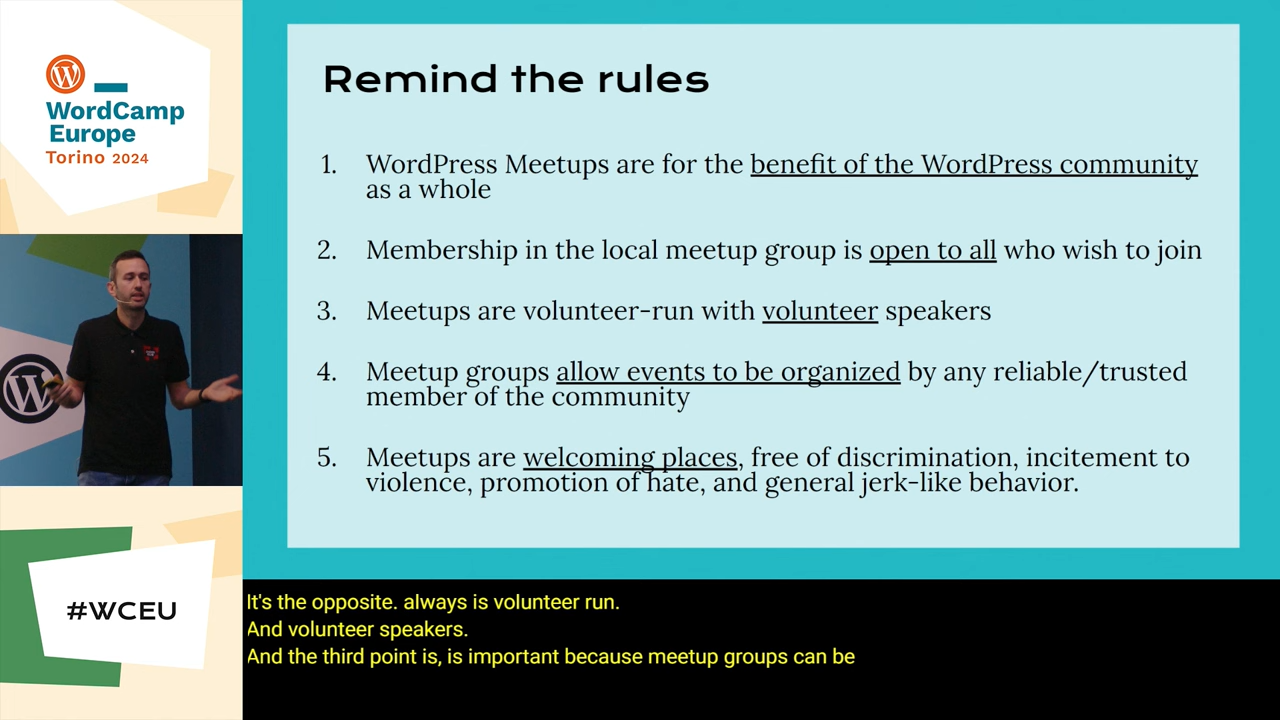 WordCamp
Europe
Torino 2024
Remind the rules
1. WordPress Meetups are for the benefit of the WordPress community
as a whole
2. Membership in the local meetup group is open to all who wish to join
3. Meetups are volunteer-run with volunteer speakers
4. Meetup groups allow events to be organized by any reliable/trusted
member of the community
5. Meetups are welcoming places, free of discrimination, incitement to
violence, promotion of hate, and general jerk-like behavior.
#WCEU
It's the opposite. always is volunteer run.
And volunteer speakers.
And the third point is, is important because meetup groups can be